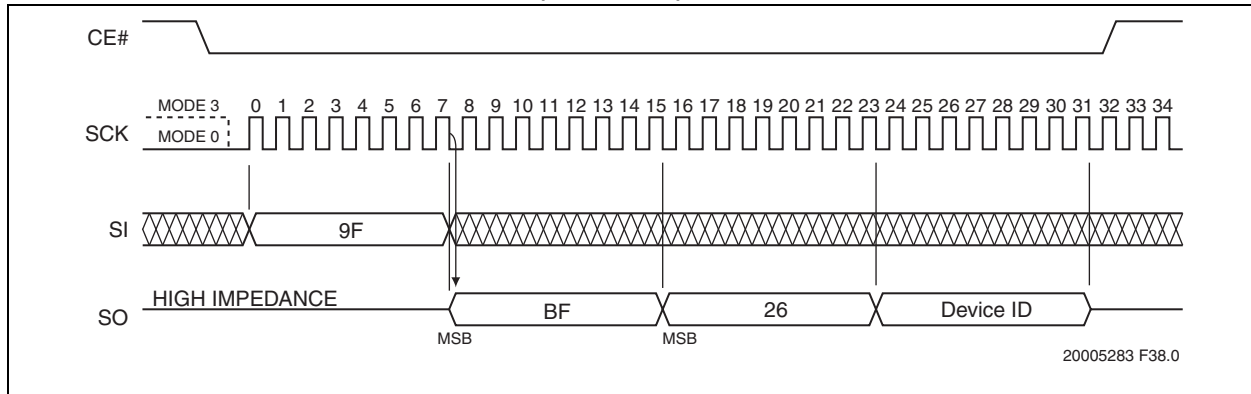 CE#
MODE 3
0 1 2 3 4 5 6 7 8 9 10 11 12 13 14 15 16 17 18 19 20 21 22 23 24 25 26 27 28 29 30 31 32 33 34
SCK
MODE 0
SI
9F
HIGH IMPEDANCE
SO
BF
26
Device ID
MSB
MSB
20005283 F38.0